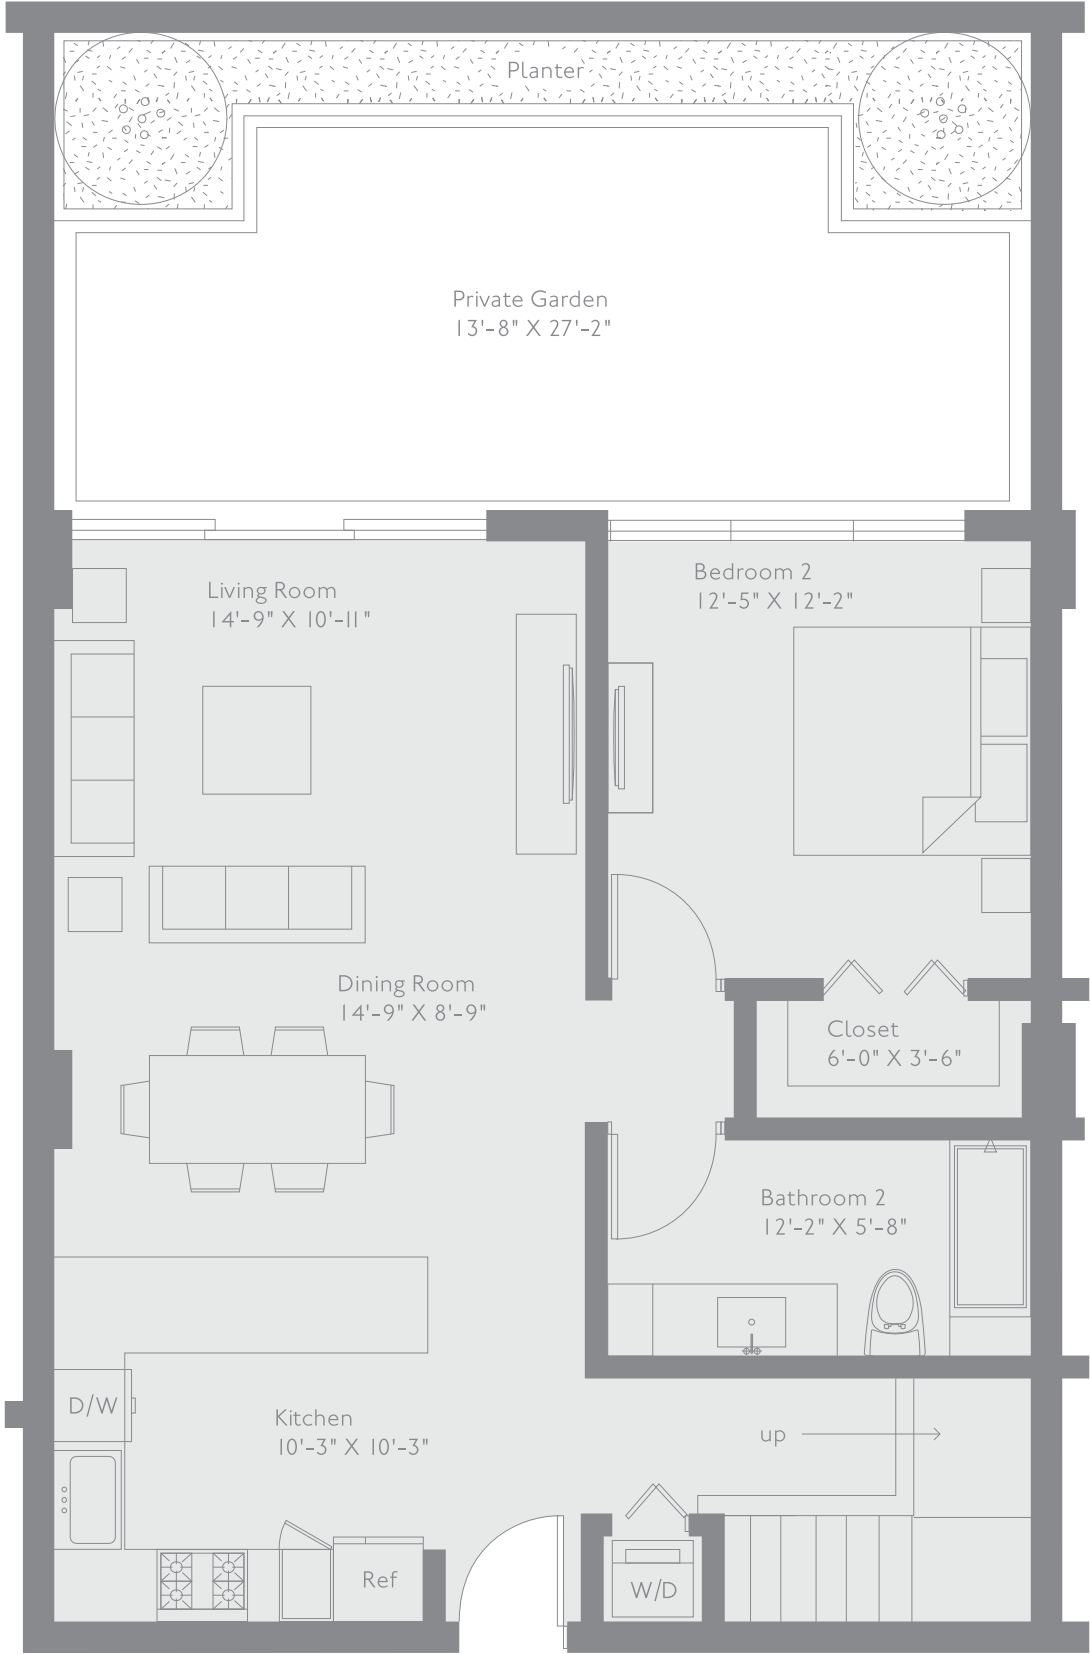 Planter
Private Garden
13'-8" X 27'-2"
Living Room
14'-9" X 10'-11"
Bedroom 2
12'-5" X 12'-2"
Dining Room
14'-9" X 8'-9"
Closet
6'-0" X 3'-6"
Bathroom 2
12'-2" X 5'-8"
D/W
Kitchen
10'-3" X 10'-3"
up
Ref
W/D